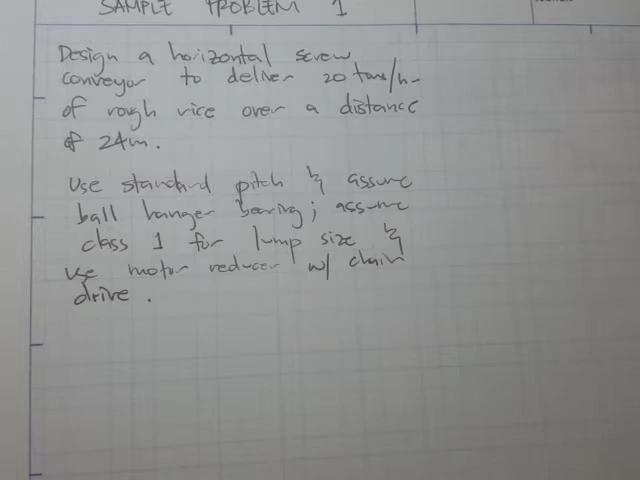 SAMPLE PROBLEM 1
Design a horizontal screw
conveyor to deliver 20 tons/hr
of rough rice over a distance
of 24m.
Use standard pitch & assume
ball hanger bearing; assume
class 1 for lump size &
use motor reducer w/ chain
drive.